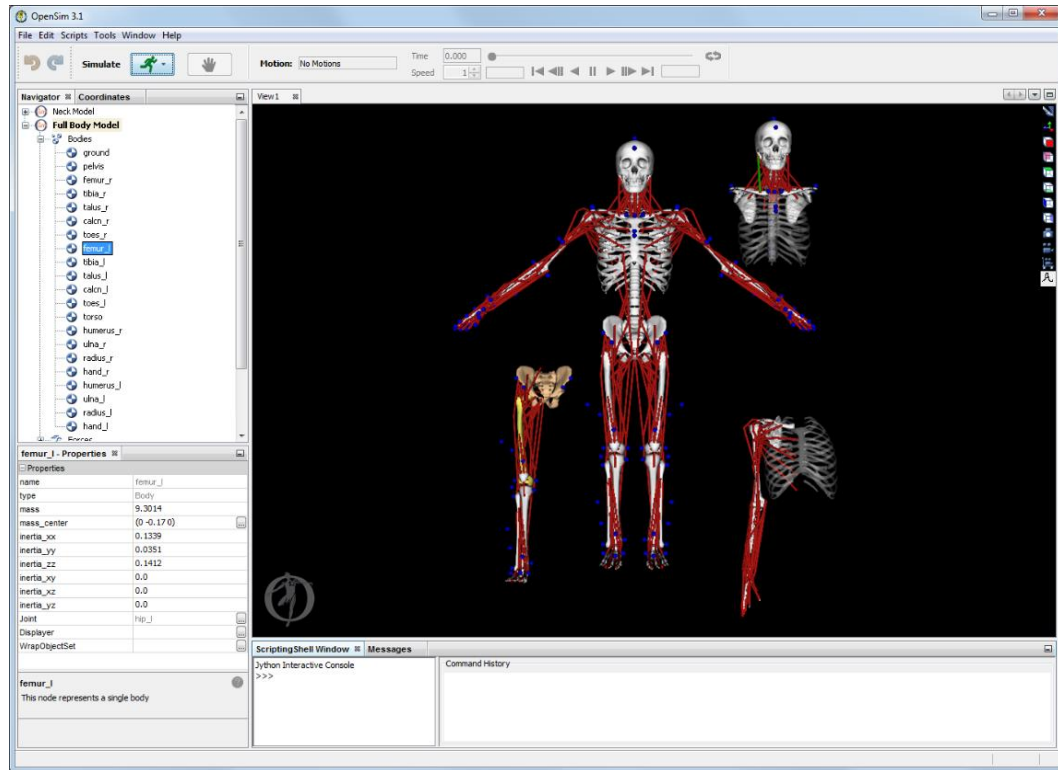 OpenSim 3.1
File Edit Scripts Tools Window Help
Simulate
Motion: No Motions
Time 0.000
Speed 1
Navigator Coordinates
View1
Neck Model
Full Body Model
Bodies
ground
pelvis
femur_r
tibia_r
talus_r
calcn_r
toes_r
femur_l
tibia_l
talus_l
calcn_l
toes_l
torso
humerus_r
ulna_r
radius_r
hand_r
humerus_l
ulna_l
radius_l
hand_l
Forces
femur_l - Properties
Properties
name femur_l
type Body
mass 9.3014
mass_center (0 -0.17 0)
inertia_xx 0.1339
inertia_yy 0.0351
inertia_zz 0.1412
inertia_xy 0.0
inertia_xz 0.0
inertia_yz 0.0
Joint hip_l
Displayer
WrapObjectSet
femur_l
This node represents a single body
ScriptingShell Window Messages
Jython Interactive Console
>>>
Command History